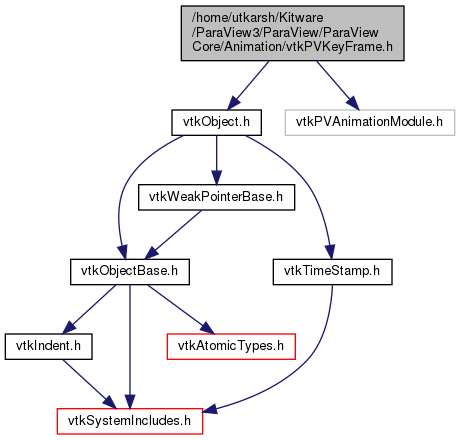 /home/utkarsh/Kitware
/ParaView3/ParaView/ParaView
Core/Animation/vtkPVKeyFrame.h
vtkObject.h
vtkPVAnimationModule.h
vtkWeakPointerBase.h
vtkObjectBase.h
vtkTimeStamp.h
vtkIndent.h
vtkAtomicTypes.h
vtkSystemIncludes.h